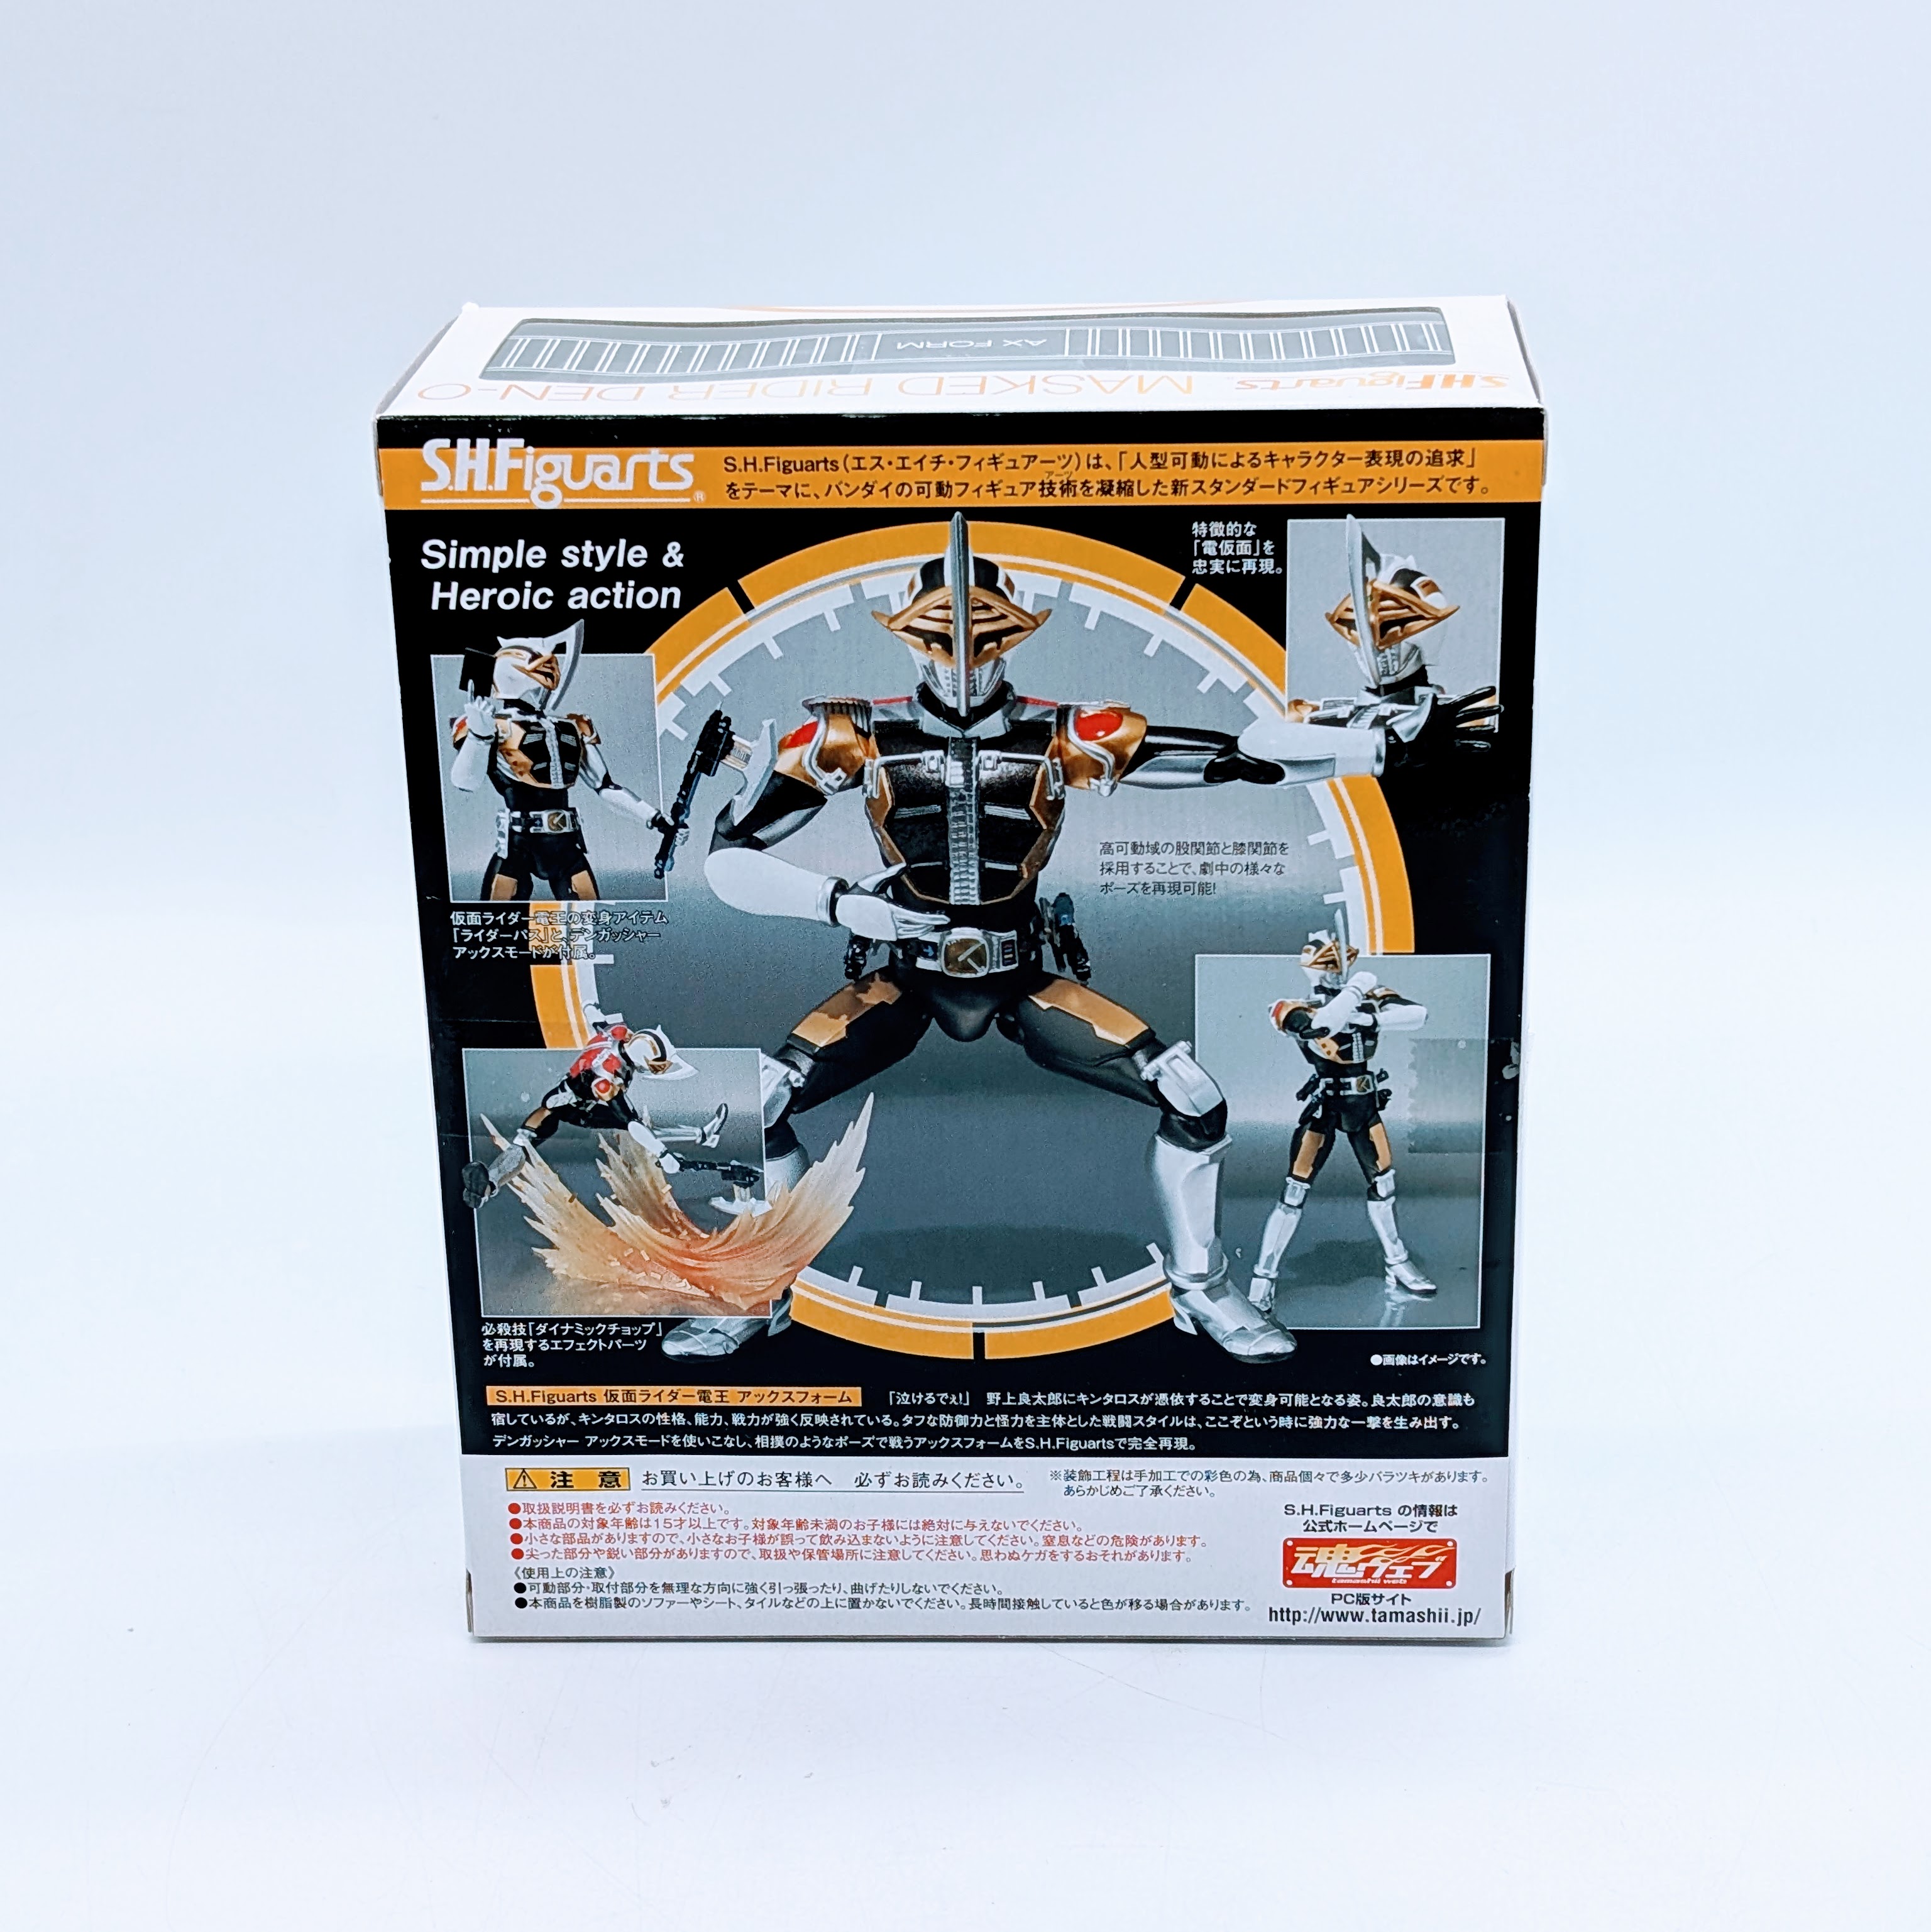 AX FORM
S.H.Figuarts MASKED RIDER DEN-O
S.H.Figuarts®
S.H.Figuarts(エス・エイチ・フィギュアーツ)は、「人型可動によるキャラクター表現の追求」
をテーマに、バンダイの可動フィギュア技術を凝縮した新スタンダードフィギュアシリーズです。
アーツ
Simple style &
Heroic action
特徴的な
「電仮面」を
忠実に再現。
仮面ライダー電王の変身アイテム
「ライダーパス」と、デンガッシャー
アックスモードが付属。
高可動域の股関節と膝関節を
採用することで、劇中の様々な
ポーズを再現可能!
必殺技「ダイナミックチョップ」
を再現するエフェクトパーツ
が付属。
●画像はイメージです。
S.H.Figuarts 仮面ライダー電王 アックスフォーム 「泣けるでぇ!」 野上良太郎にキンタロスが憑依することで変身可能となる姿。良太郎の意識も
宿しているが、キンタロスの性格、能力、戦力が強く反映されている。タフな防御力と怪力を主体とした戦闘スタイルは、ここぞという時に強力な一撃を生み出す。
デンガッシャー アックスモードを使いこなし、相撲のようなポーズで戦うアックスフォームをS.H.Figuartsで完全再現。
注 意 お買い上げのお客様へ 必ずお読みください。
※装飾工程は手加工での彩色の為、商品個々で多少バラツキがあります。
あらかじめご了承ください。
●取扱説明書を必ずお読みください。
●本商品の対象年齢は15才以上です。対象年齢未満のお子様には絶対に与えないでください。
●小さな部品がありますので、小さなお子様が誤って飲み込まないように注意してください。窒息などの危険があります。
●尖った部分や鋭い部分がありますので、取扱や保管場所に注意してください。思わぬケガをするおそれがあります。
《使用上の注意》
●可動部分・取付部分を無理な方向に強く引っ張ったり、曲げたりしないでください。
●本商品を樹脂製のソファーやシート、タイルなどの上に置かないでください。長時間接触していると色が移る場合があります。
S.H.Figuarts の情報は
公式ホームページで
魂ウェブ
tamashii web
PC版サイト
http://www.tamashii.jp/